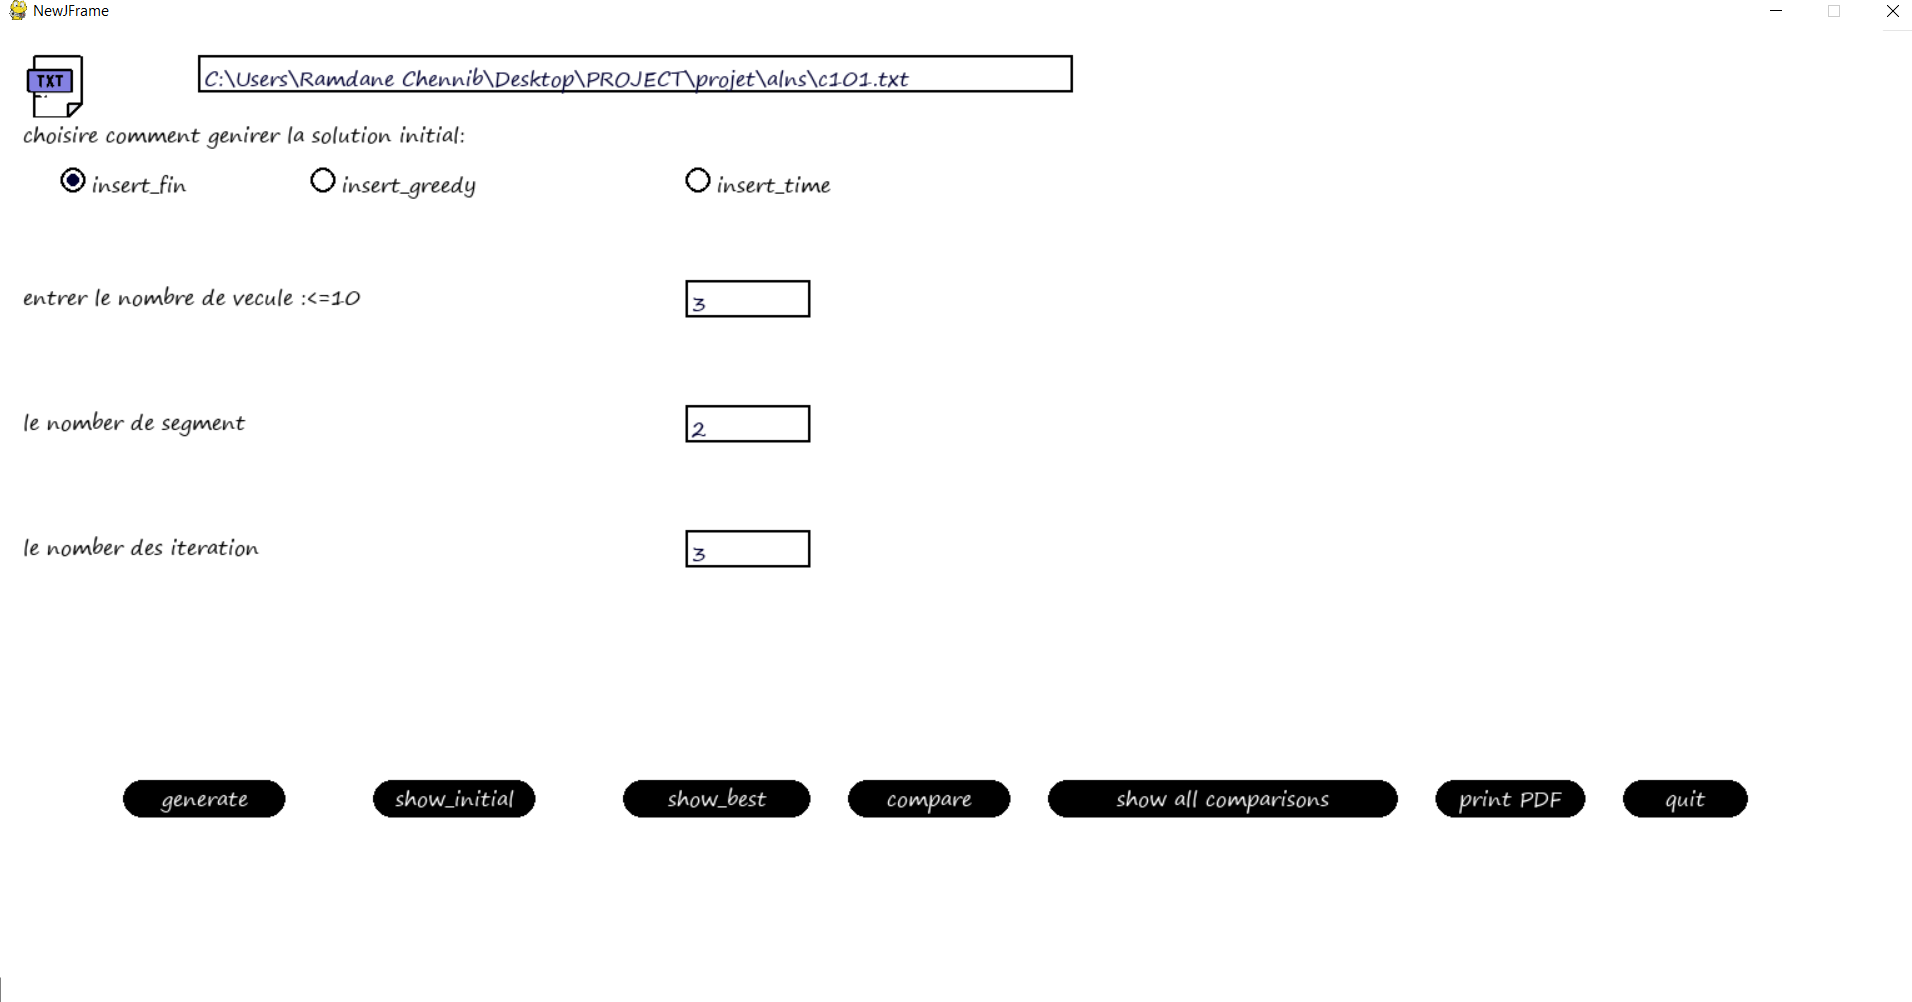 NewJFrame
TXT
C:\Users\Ramdane Chennib\Desktop\PROJECT\projet\alns\c101.txt
choisire comment genirer la solution initial:
insert_fin insert_greedy insert_time
entrer le nombre de vecule :<=10 3
le nomber de segment 2
le nomber des iteration 3
generate show_initial show_best compare show all comparisons print PDF quit